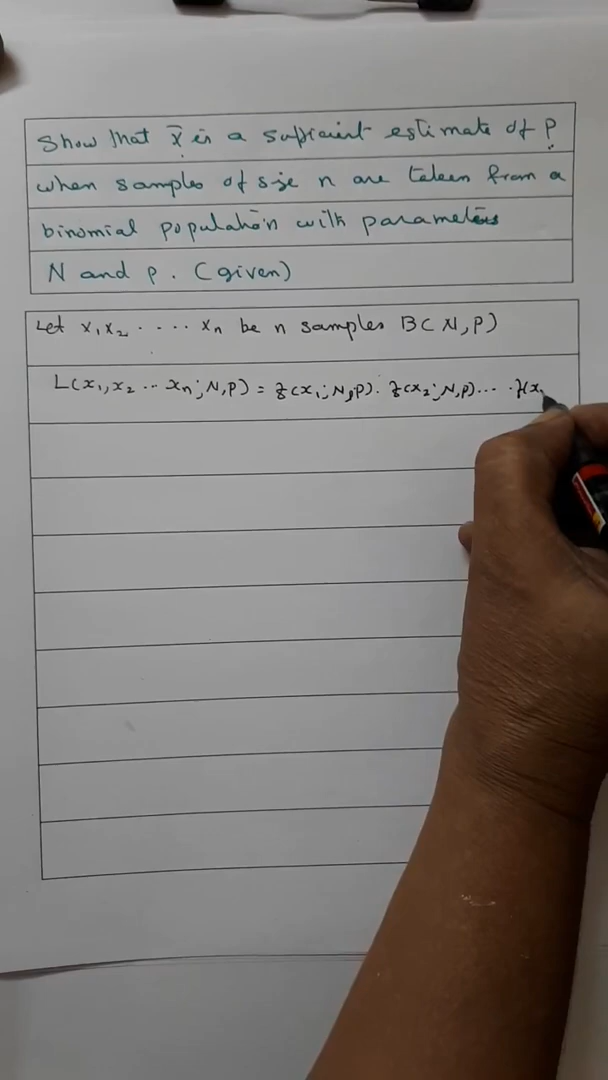 Show that x̄ is a sufficient estimate of P
when samples of size n are taken from a
binomial population with parameters
N and p. (given)
Let x₁ x₂ ..... xₙ be n samples B(N, P)
L(x₁, x₂ ... xₙ; N, P) = f(x₁; N, P). f(x₂; N, P).... f(x